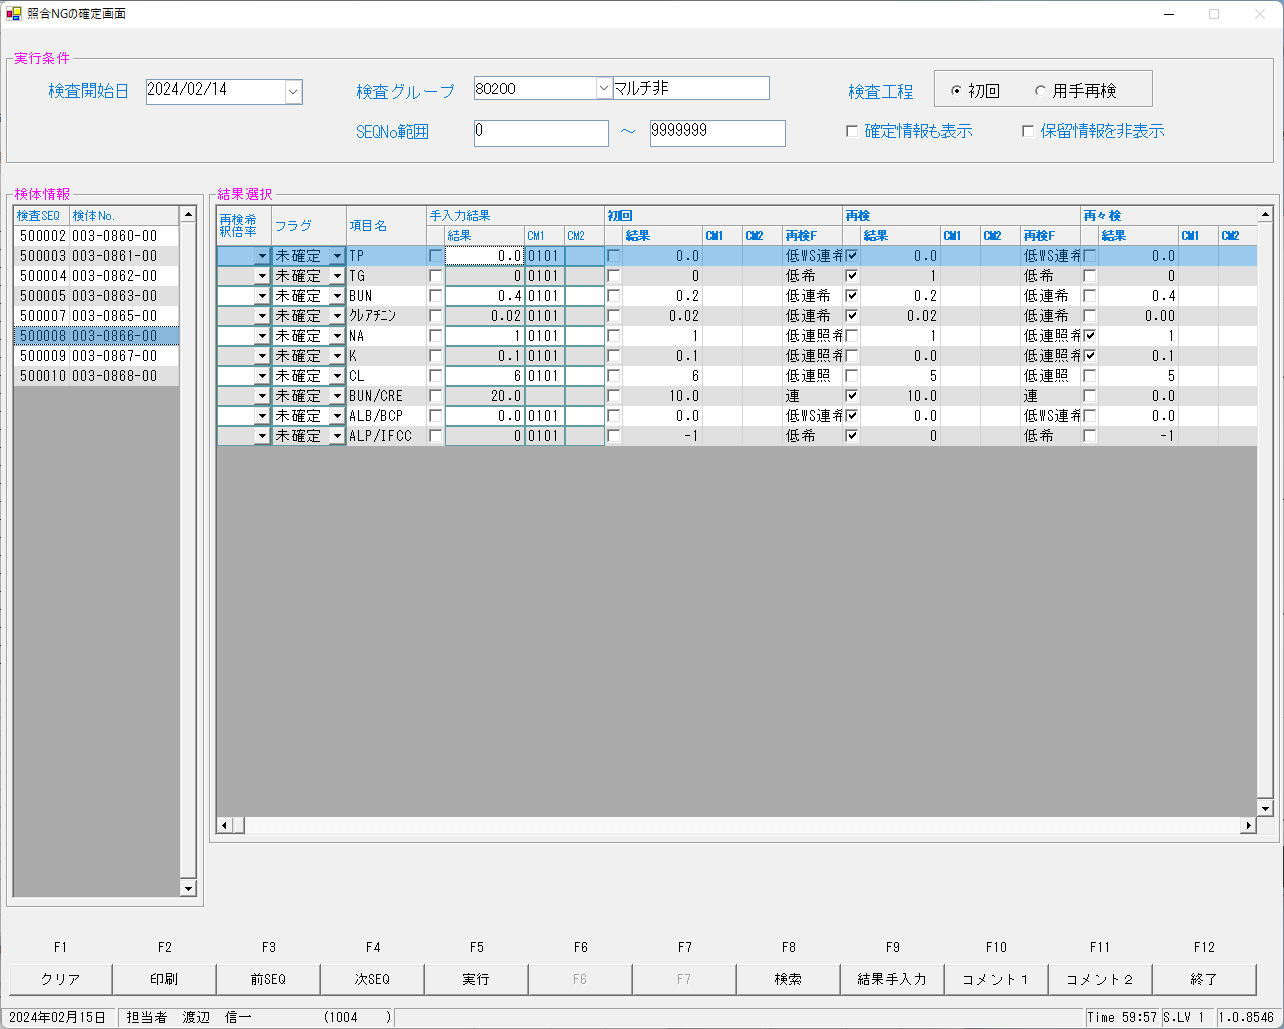 照合NGの確定画面
実行条件
検査開始日 2024/02/14 検査グループ 80200 マルチ非 検査工程 初回 用手再検
SEQNo範囲 0 ～ 9999999 確定情報も表示 保留情報を非表示
検体情報
検査SEQ 検体No.
500002 003-0860-00
500003 003-0861-00
500004 003-0862-00
500005 003-0863-00
500007 003-0865-00
500008 003-0866-00
500009 003-0867-00
500010 003-0868-00
結果選択
再検希釈倍率 フラグ 項目名 手入力結果 初回 再検 再々検
結果 CM1 CM2 結果 CM1 CM2 再検F 結果 CM1 CM2 再検F 結果 CM1 CM2
未確定 TP 0.0 0101 0.0 低WS連希 0.0 低WS連希 0.0
未確定 TG 0 0101 0 低希 1 低希 0
未確定 BUN 0.4 0101 0.2 低連希 0.2 低連希 0.4
未確定 ｸﾚｱﾁﾆﾝ 0.02 0101 0.02 低連希 0.02 低連希 0.00
未確定 NA 1 0101 1 低連照希 1 低連照希 1
未確定 K 0.1 0101 0.1 低連照希 0.0 低連照希 0.1
未確定 CL 6 0101 6 低連照 5 低連照 5
未確定 BUN/CRE 20.0 10.0 連 10.0 連 0.0
未確定 ALB/BCP 0.0 0101 0.0 低WS連希 0.0 低WS連希 0.0
未確定 ALP/IFCC 0 0101 -1 低希 0 低希 -1
F1 F2 F3 F4 F5 F6 F7 F8 F9 F10 F11 F12
クリア 印刷 前SEQ 次SEQ 実行 F6 F7 検索 結果手入力 コメント１ コメント２ 終了
2024年02月15日 担当者 渡辺 信一 (1004 ) Time 59:57 S.LV 1 1.0.8546